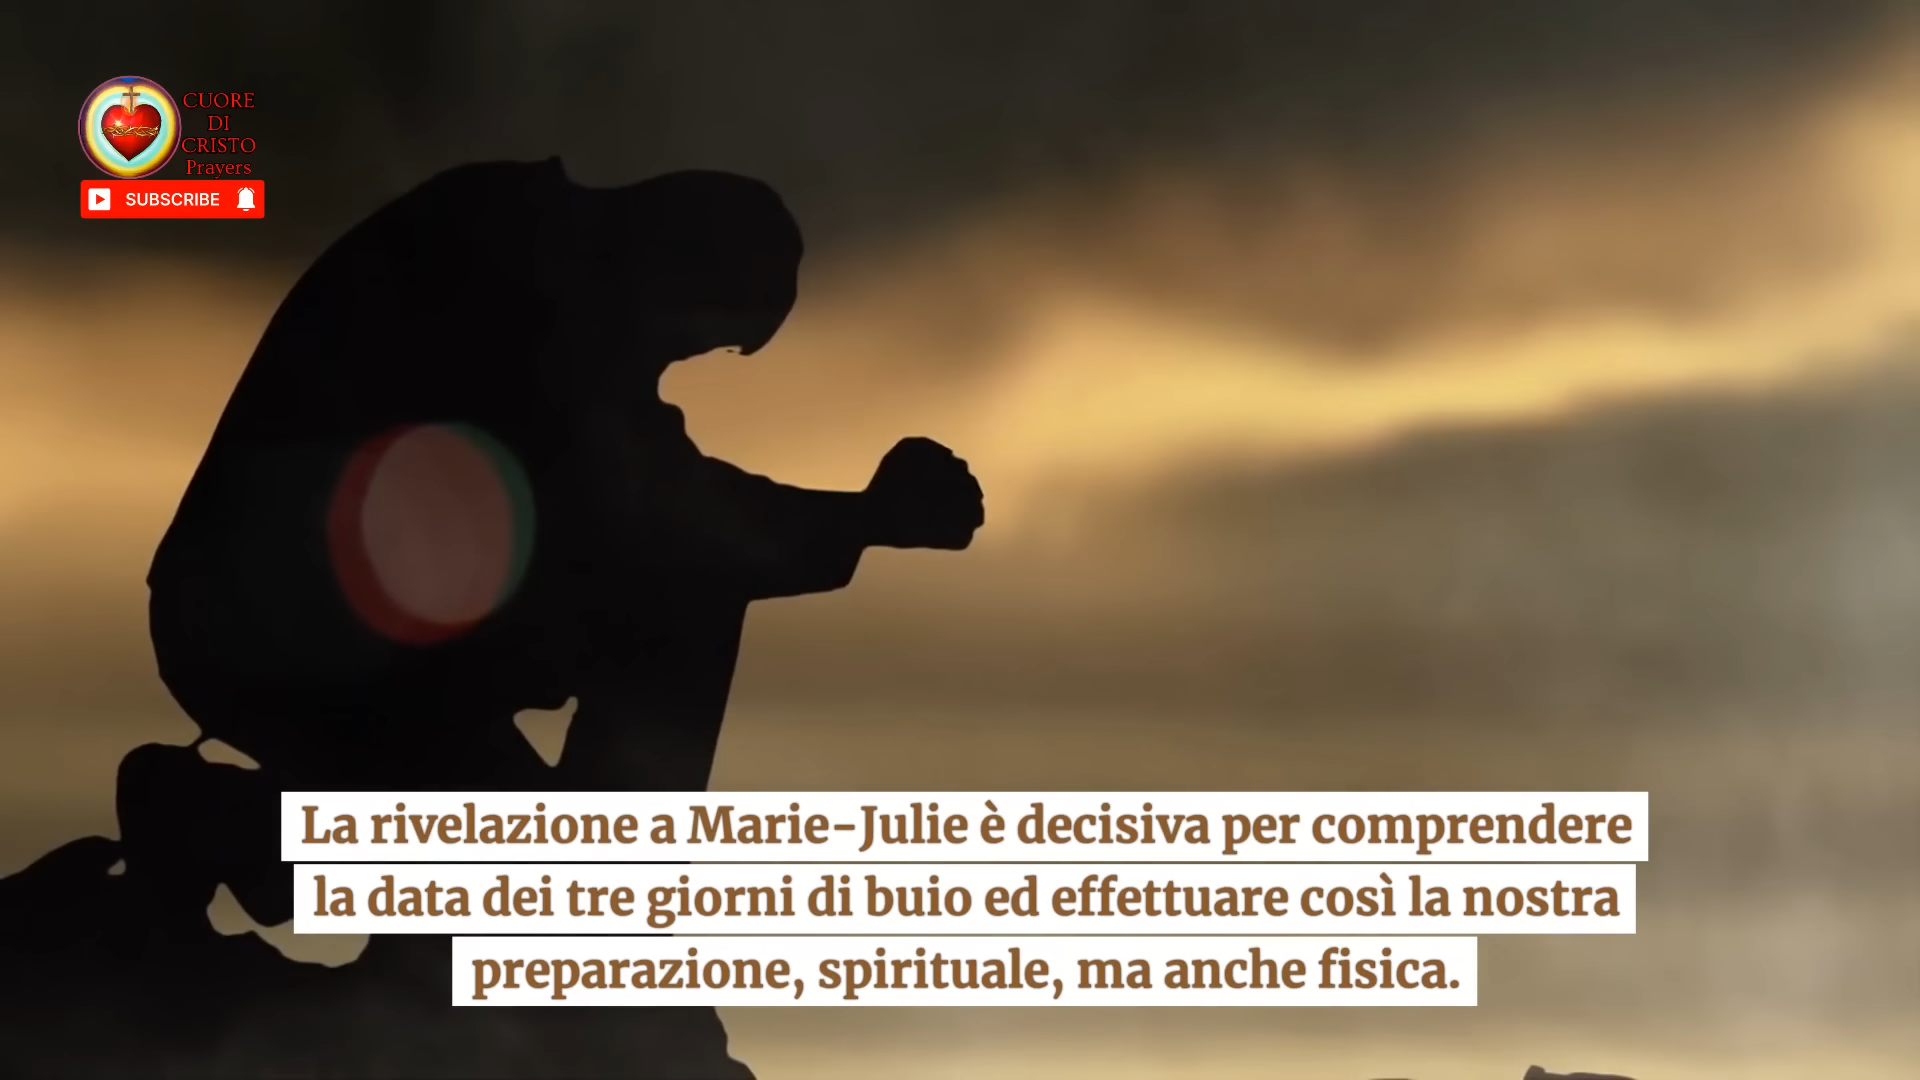 CUORE
DI
CRISTO
Prayers
SUBSCRIBE
La rivelazione a Marie-Julie è decisiva per comprendere
la data dei tre giorni di buio ed effettuare così la nostra
preparazione, spirituale, ma anche fisica.